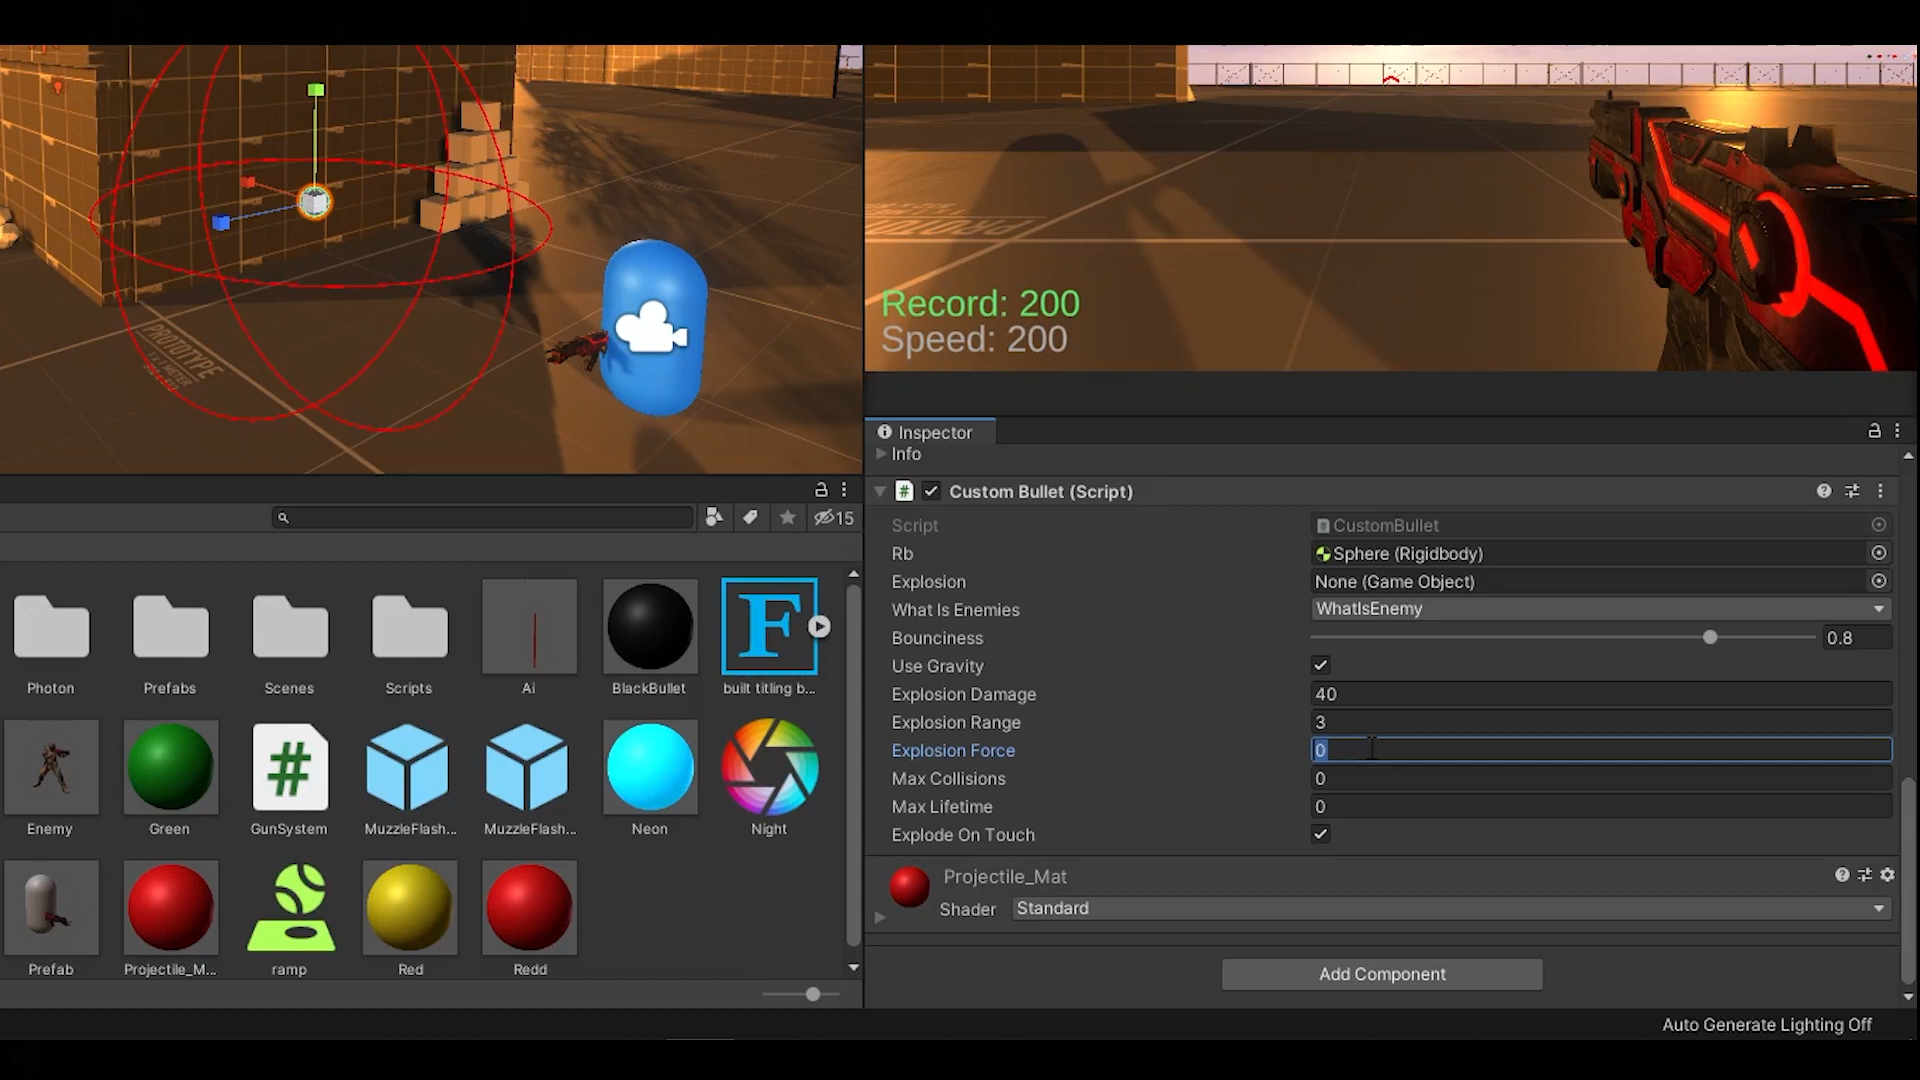 PROTOTYPE
Record: 200
Speed: 200
Inspector
Info
Custom Bullet (Script)
Script
CustomBullet
Rb
Sphere (Rigidbody)
Explosion
None (Game Object)
What Is Enemies
WhatIsEnemy
Bounciness
0.8
Use Gravity
Explosion Damage
40
Explosion Range
3
Explosion Force
0
Max Collisions
0
Max Lifetime
0
Explode On Touch
Projectile_Mat
Shader
Standard
Add Component
15
Photon
Prefabs
Scenes
Scripts
Ai
BlackBullet
F
built titling b...
Enemy
Green
#
GunSystem
MuzzleFlash...
MuzzleFlash...
Neon
Night
Prefab
Projectile_M...
ramp
Red
Redd
Auto Generate Lighting Off